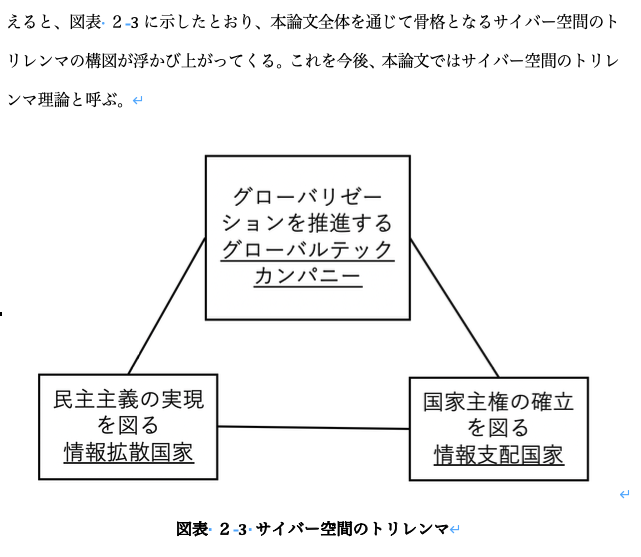 えると、図表 2-3 に示したとおり、本論文全体を通じて骨格となるサイバー空間のト
リレンマの構図が浮かび上がってくる。これを今後、本論文ではサイバー空間のトリレ
ンマ理論と呼ぶ。
グローバリゼー
ションを推進する
グローバルテック
カンパニー
民主主義の実現
を図る
情報拡散国家
国家主権の確立
を図る
情報支配国家
図表 2-3 サイバー空間のトリレンマ